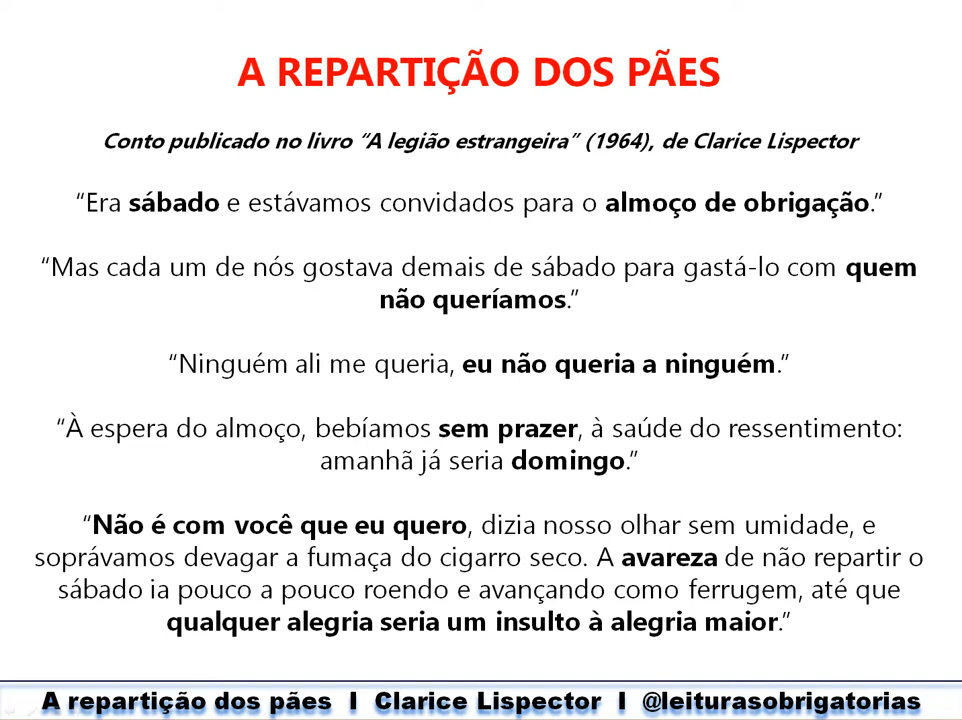 A REPARTIÇÃO DOS PÃES
Conto publicado no livro “A legião estrangeira” (1964), de Clarice Lispector
“Era sábado e estávamos convidados para o almoço de obrigação.”
“Mas cada um de nós gostava demais de sábado para gastá-lo com quem
não queríamos.”
“Ninguém ali me queria, eu não queria a ninguém.”
“À espera do almoço, bebíamos sem prazer, à saúde do ressentimento:
amanhã já seria domingo.”
“Não é com você que eu quero, dizia nosso olhar sem umidade, e
soprávamos devagar a fumaça do cigarro seco. A avareza de não repartir o
sábado ia pouco a pouco roendo e avançando como ferrugem, até que
qualquer alegria seria um insulto à alegria maior.”
A repartição dos pães I Clarice Lispector I @leiturasobrigatorias